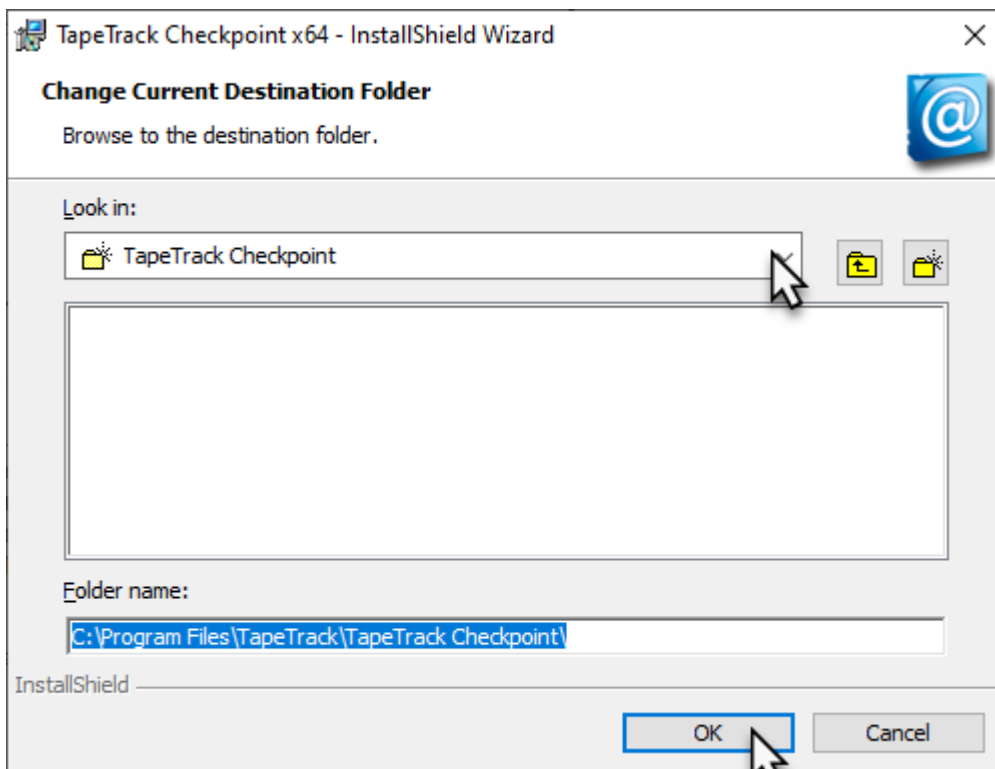 TapeTrack Checkpoint x64 - InstallShield Wizard
Change Current Destination Folder
Browse to the destination folder.
Look in:
TapeTrack Checkpoint
Folder name:
C:\Program Files\TapeTrack\TapeTrack Checkpoint\
InstallShield
OK Cancel